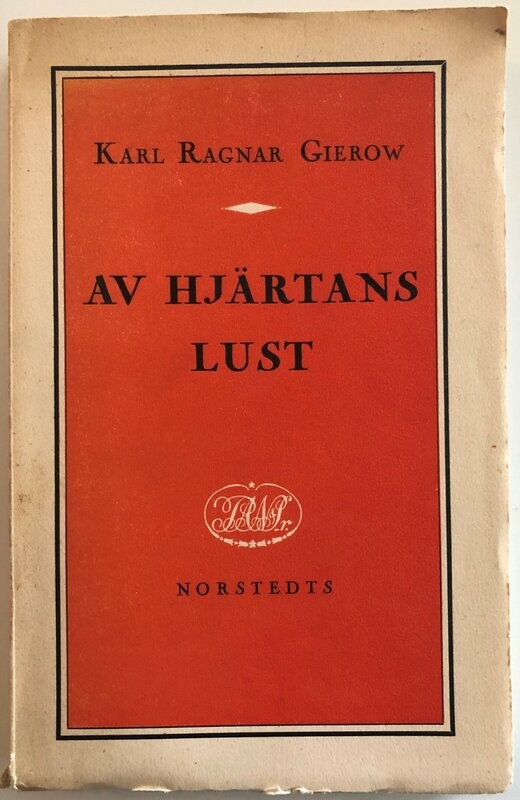 KARL RAGNAR GIEROW
AV HJÄRTANS
LUST
NORSTEDTS